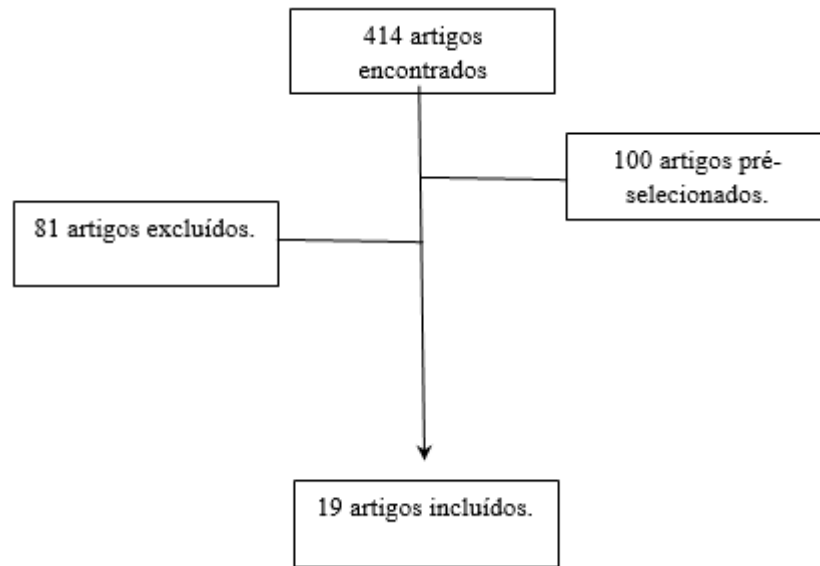 414 artigos
encontrados
100 artigos pré-
selecionados.
81 artigos excluídos.
19 artigos incluídos.